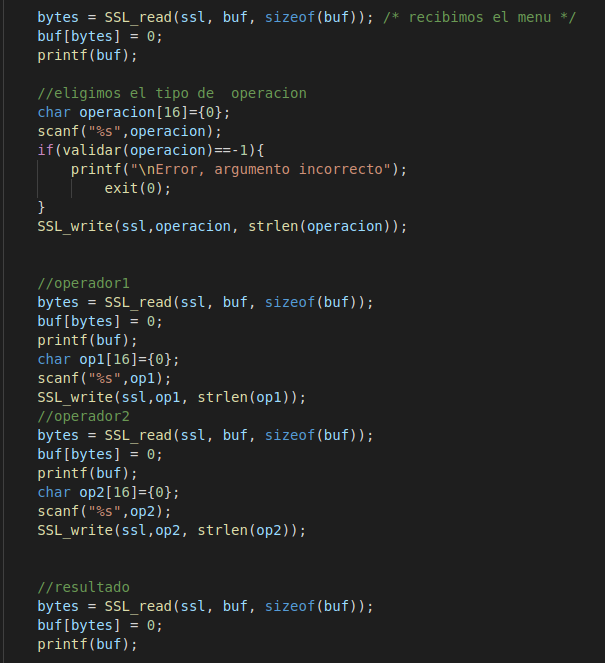 bytes = SSL_read(ssl, buf, sizeof(buf)); /* recibimos el menu */
buf[bytes] = 0;
printf(buf);
//eligimos el tipo de  operacion
char operacion[16]={0};
scanf("%s",operacion);
if(validar(operacion)==-1){
printf("\nError, argumento incorrecto");
exit(0);
}
SSL_write(ssl,operacion, strlen(operacion));
//operador1
bytes = SSL_read(ssl, buf, sizeof(buf));
buf[bytes] = 0;
printf(buf);
char op1[16]={0};
scanf("%s",op1);
SSL_write(ssl,op1, strlen(op1));
//operador2
bytes = SSL_read(ssl, buf, sizeof(buf));
buf[bytes] = 0;
printf(buf);
char op2[16]={0};
scanf("%s",op2);
SSL_write(ssl,op2, strlen(op2));
//resultado
bytes = SSL_read(ssl, buf, sizeof(buf));
buf[bytes] = 0;
printf(buf);